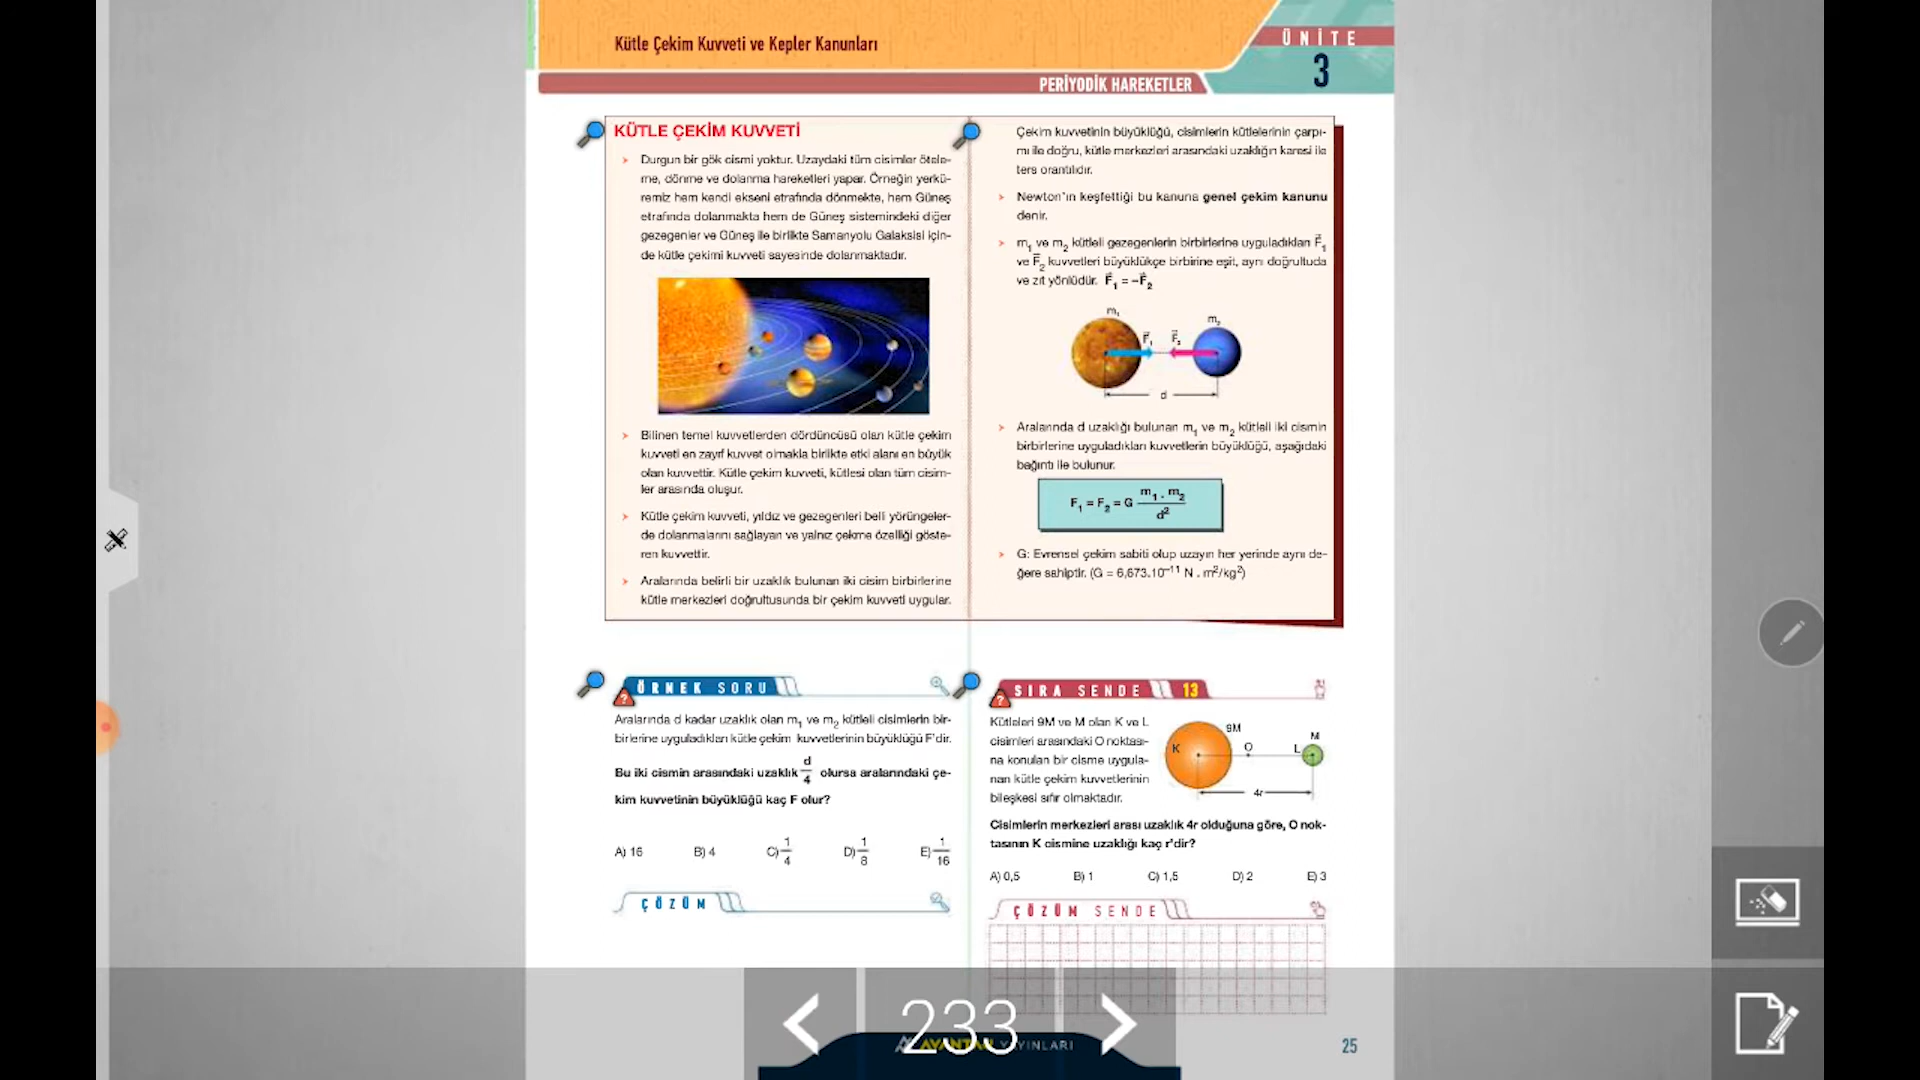 Kütle Çekim Kuvveti ve Kepler Kanunları
ÜNİTE
3
PERİYODİK HAREKETLER
KÜTLE ÇEKİM KUVVETİ
Durgun bir gök cismi yoktur. Uzaydaki tüm cisimler ötele-
me, dönme ve dolanma hareketleri yapar. Örneğin yerkü-
remiz hem kendi ekseni etrafında dönmekte, hem Güneş
etrafında dolanmakta hem de Güneş sistemindeki diğer
gezegenler ve Güneş ile birlikte Samanyolu Galaksisi için-
de kütle çekimi kuvveti sayesinde dolanmaktadır.
Bilinen temel kuvvetlerden dördüncüsü olan kütle çekim
kuvveti en zayıf kuvvet olmakla birlikte etki alanı en büyük
olan kuvvettir. Kütle çekim kuvveti, kütlesi olan tüm cisim-
ler arasında oluşur.
Kütle çekim kuvveti, yıldız ve gezegenleri belli yörüngeler-
de dolanmalarını sağlayan ve yalnız çekme özelliği göste-
ren kuvvettir.
Aralarında belirli bir uzaklık bulunan iki cisim birbirlerine
kütle merkezleri doğrultusunda bir çekim kuvveti uygular.
Çekim kuvvetinin büyüklüğü, cisimlerin kütlelerinin çarpı-
mı ile doğru, kütle merkezleri arasındaki uzaklığın karesi ile
ters orantılıdır.
Newton'ın keşfettiği bu kanuna genel çekim kanunu
denir.
m₁ ve m₂ kütleli gezegenlerin birbirlerine uyguladıkları F⃗₁
ve F⃗₂ kuvvetleri büyüklükçe birbirine eşit, aynı doğrultuda
ve zıt yönlüdür. F⃗₁ = –F⃗₂
m₁
m₂
F⃗₁
F⃗₂
d
Aralarında d uzaklığı bulunan m₁ ve m₂ kütleli iki cismin
birbirlerine uyguladıkları kuvvetlerin büyüklüğü, aşağıdaki
bağıntı ile bulunur.
F₁ = F₂ = G m₁ . m₂ / d²
G: Evrensel çekim sabiti olup uzayın her yerinde aynı de-
ğere sahiptir. (G = 6,673.10⁻¹¹ N . m²/kg²)
ÖRNEK SORU
Aralarında d kadar uzaklık olan m₁ ve m₂ kütleli cisimlerin bir-
birlerine uyguladıkları kütle çekim kuvvetlerinin büyüklüğü F'dir.
Bu iki cismin arasındaki uzaklık d/4 olursa aralarındaki çe-
kim kuvvetinin büyüklüğü kaç F olur?
A) 16 B) 4 C) 1/4 D) 1/8 E) 1/16
ÇÖZÜM
SIRA SENDE 13
Kütleleri 9M ve M olan K ve L
cisimleri arasındaki O noktası-
na konulan bir cisme uygula-
nan kütle çekim kuvvetlerinin
bileşkesi sıfır olmaktadır.
9M
M
K
O
L
4r
Cisimlerin merkezleri arası uzaklık 4r olduğuna göre, O nok-
tasının K cismine uzaklığı kaç r'dir?
A) 0,5 B) 1 C) 1,5 D) 2 E) 3
ÇÖZÜM SENDE
233
YAYINLARI
25